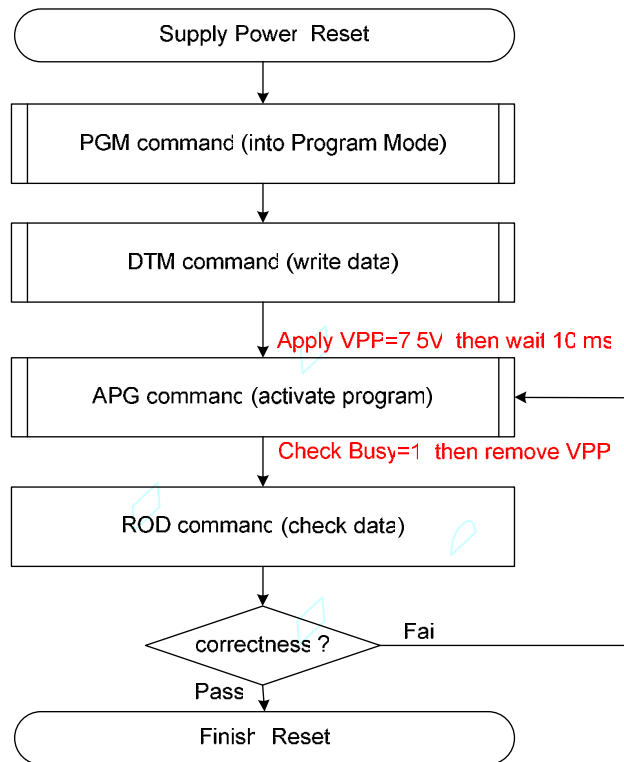 Supply Power Reset
PGM command (into Program Mode)
DTM command (write data)
Apply VPP=7.5V then wait 10 ms
APG command (activate program)
Check Busy=1 then remove VPP
ROD command (check data)
correctness ?
Fai
Pass
Finish Reset